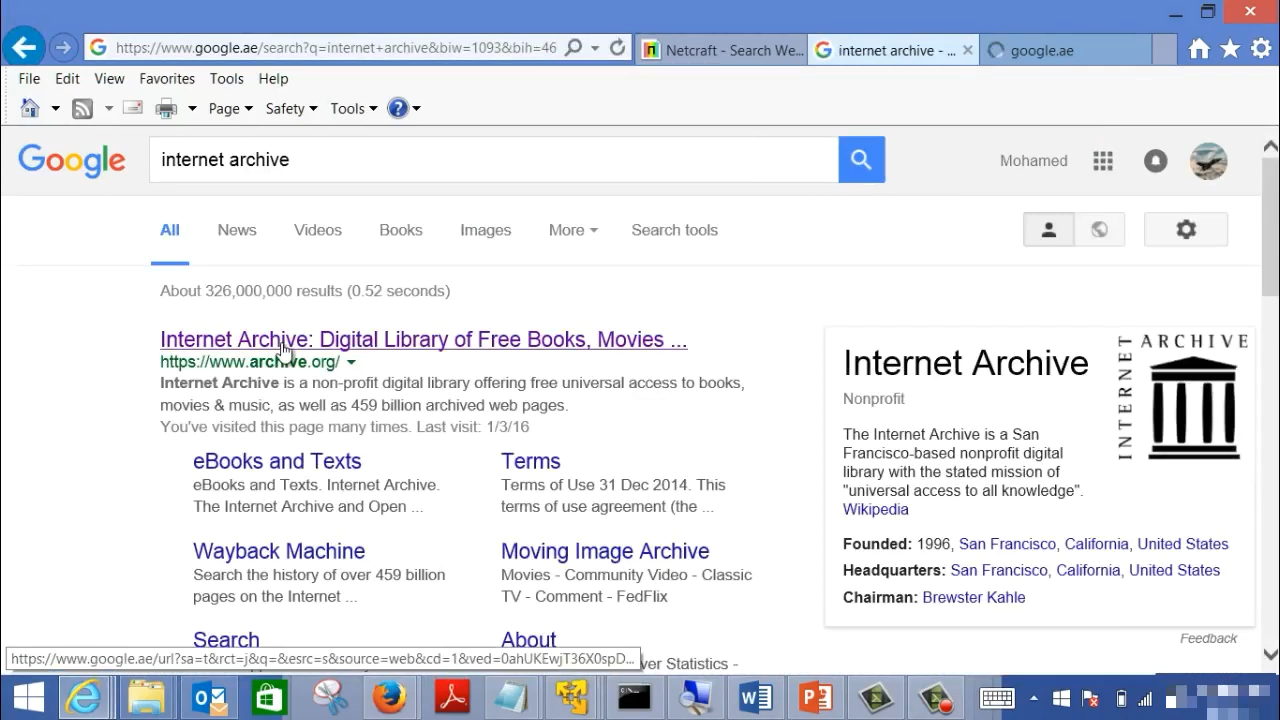 https://www.google.ae/search?q=internet+archive&biw=1093&bih=46
Netcraft - Search We...
internet archive - ...
google.ae
File Edit View Favorites Tools Help
Page Safety Tools
Google
internet archive
Mohamed
All News Videos Books Images More Search tools
About 326,000,000 results (0.52 seconds)
Internet Archive: Digital Library of Free Books, Movies ...
https://www.archive.org/
Internet Archive is a non-profit digital library offering free universal access to books,
movies & music, as well as 459 billion archived web pages.
You've visited this page many times. Last visit: 1/3/16
eBooks and Texts
eBooks and Texts. Internet Archive.
The Internet Archive and Open ...
Terms
Terms of Use 31 Dec 2014. This
terms of use agreement (the ...
Wayback Machine
Search the history of over 459 billion
pages on the Internet ...
Moving Image Archive
Movies - Community Video - Classic
TV - Comment - FedFlix
Search
About
ver Statistics -
https://www.google.ae/url?sa=t&rct=j&q=&esrc=s&source=web&cd=1&ved=0ahUKEwjT36X0spD...
Internet Archive
Nonprofit
INTERNET ARCHIVE
The Internet Archive is a San
Francisco-based nonprofit digital
library with the stated mission of
"universal access to all knowledge".
Wikipedia
Founded: 1996, San Francisco, California, United States
Headquarters: San Francisco, California, United States
Chairman: Brewster Kahle
Feedback